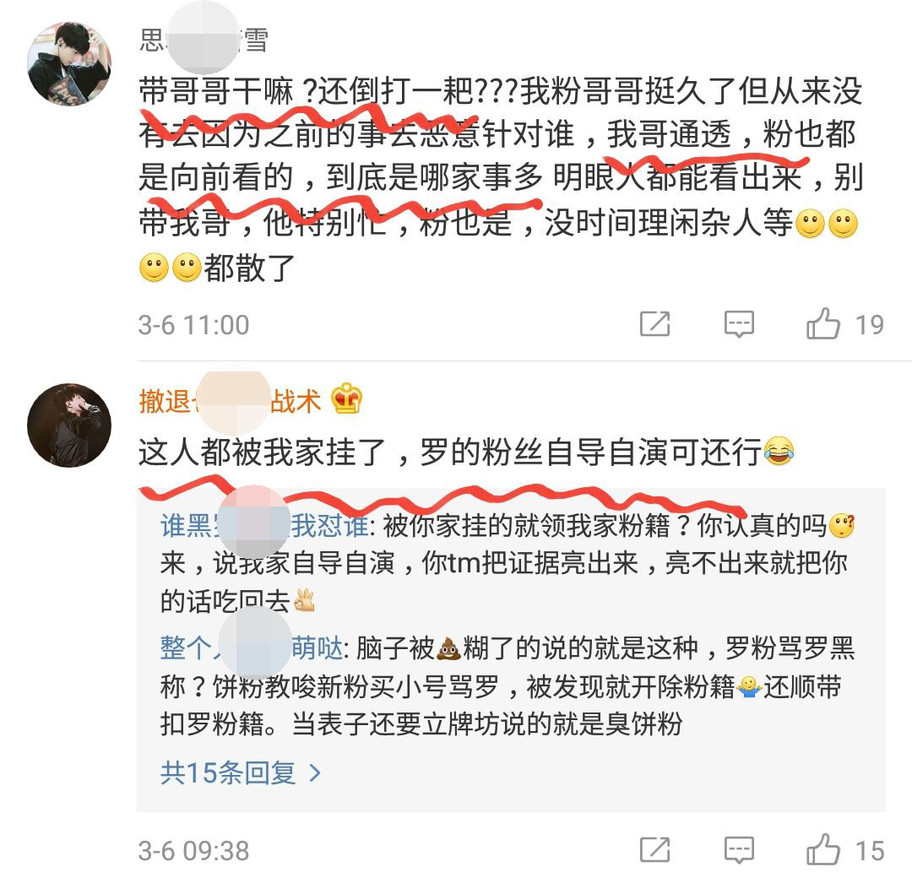 思 雪
带哥哥干嘛?还倒打一耙???我粉哥哥挺久了但从来没
有去因为之前的事去恶意针对谁，我哥通透，粉也都
是向前看的，到底是哪家事多 明眼人都能看出来，别
带我哥，他特别忙，粉也是，没时间理闲杂人等🙂🙂
🙂🙂都散了
3-6 11:00
19
撤退 战术
这人都被我家挂了，罗的粉丝自导自演可还行😂
谁黑 我怼谁: 被你家挂的就领我家粉籍？你认真的吗
来，说我家自导自演，你tm把证据亮出来，亮不出来就把你
的话吃回去✌
整个 萌哒: 脑子被💩糊了的说的就是这种，罗粉骂罗黑
称？饼粉教唆新粉买小号骂罗，被发现就开除粉籍🤷还顺带
扣罗粉籍。当表子还要立牌坊说的就是臭饼粉
共15条回复 >
3-6 09:38
15